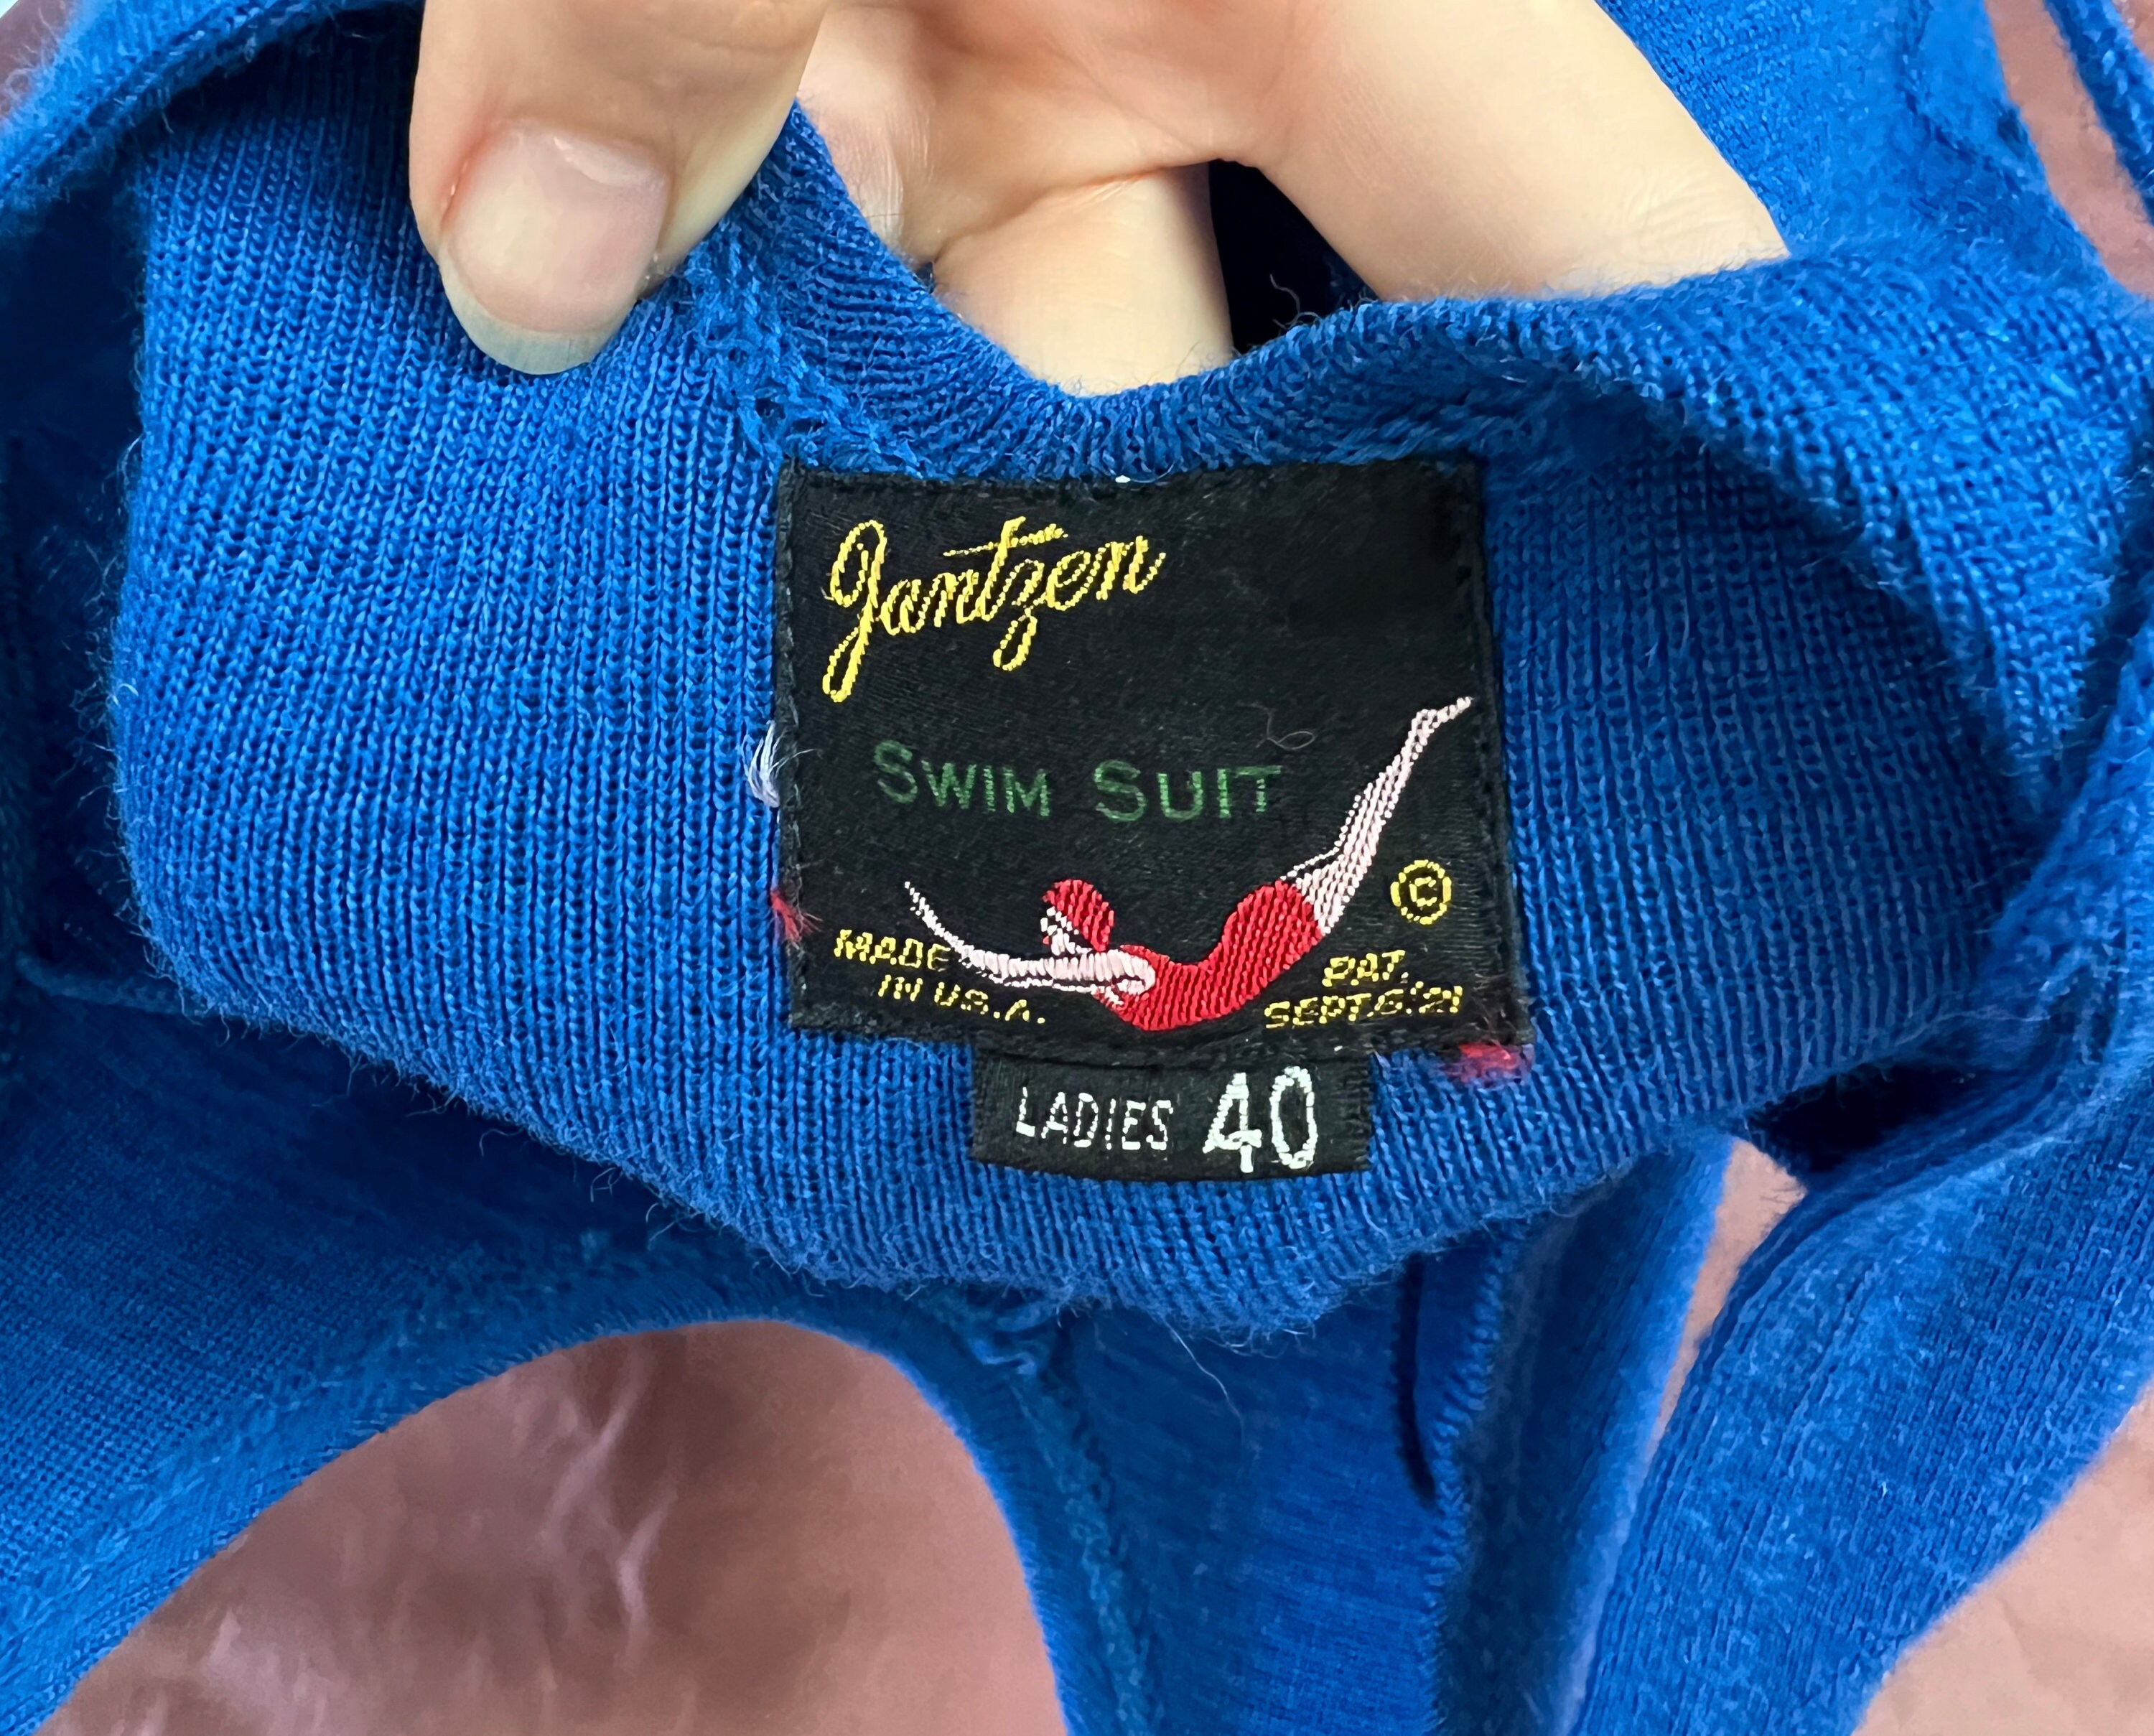 Jantzen
SWIM SUIT
©
MADE
IN U.S.A.
PAT.
SEPT.6.'21
LADIES 40